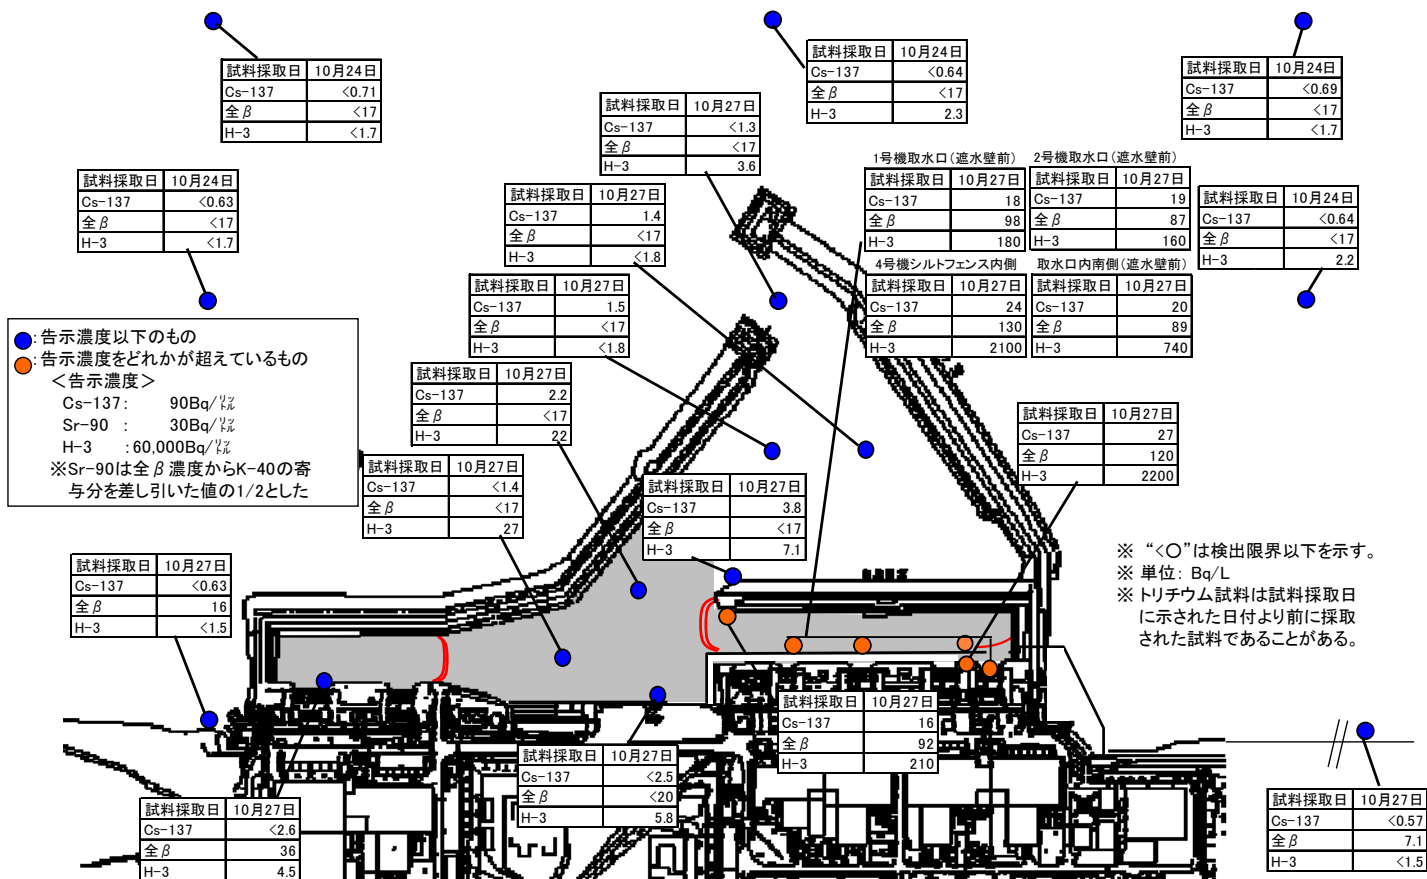 試料採取日 10月24日
Cs-137 <0.71
全β <17
H-3 <1.7
試料採取日 10月24日
Cs-137 <0.64
全β <17
H-3 2.3
試料採取日 10月24日
Cs-137 <0.69
全β <17
H-3 <1.7
試料採取日 10月27日
Cs-137 <1.3
全β <17
H-3 3.6
試料採取日 10月24日
Cs-137 <0.63
全β <17
H-3 <1.7
試料採取日 10月27日
Cs-137 1.4
全β <17
H-3 <1.8
1号機取水口(遮水壁前)
試料採取日 10月27日
Cs-137 18
全β 98
H-3 180
2号機取水口(遮水壁前)
試料採取日 10月27日
Cs-137 19
全β 87
H-3 160
試料採取日 10月24日
Cs-137 <0.64
全β <17
H-3 2.2
4号機シルトフェンス内側
試料採取日 10月27日
Cs-137 24
全β 130
H-3 2100
取水口内南側(遮水壁前)
試料採取日 10月27日
Cs-137 20
全β 89
H-3 740
試料採取日 10月27日
Cs-137 1.5
全β <17
H-3 <1.8
:告示濃度以下のもの
:告示濃度をどれかが超えているもの
<告示濃度>
Cs-137: 90Bq/㍑
Sr-90 : 30Bq/㍑
H-3 :60,000Bq/㍑
※Sr-90は全β濃度からK-40の寄
与分を差し引いた値の1/2とした
試料採取日 10月27日
Cs-137 2.2
全β <17
H-3 22
試料採取日 10月27日
Cs-137 27
全β 120
H-3 2200
試料採取日 10月27日
Cs-137 <1.4
全β <17
H-3 27
試料採取日 10月27日
Cs-137 3.8
全β <17
H-3 7.1
※ “<○”は検出限界以下を示す。
※ 単位: Bq/L
※ トリチウム試料は試料採取日
に示された日付より前に採取
された試料であることがある。
試料採取日 10月27日
Cs-137 <0.63
全β 16
H-3 <1.5
試料採取日 10月27日
Cs-137 16
全β 92
H-3 210
試料採取日 10月27日
Cs-137 <2.5
全β <20
H-3 5.8
試料採取日 10月27日
Cs-137 <2.6
全β 36
H-3 4.5
試料採取日 10月27日
Cs-137 <0.57
全β 7.1
H-3 <1.5